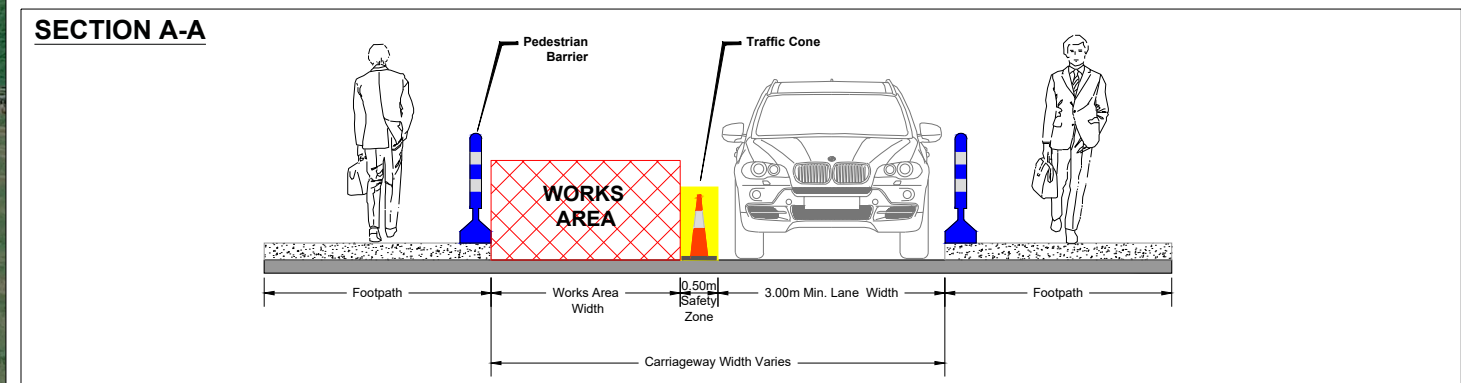 SECTION A-A
Pedestrian
Barrier
Traffic Cone
WORKS
AREA
Footpath
Works Area
Width
0.50m
Safety
Zone
3.00m Min. Lane Width
Footpath
Carriageway Width Varies